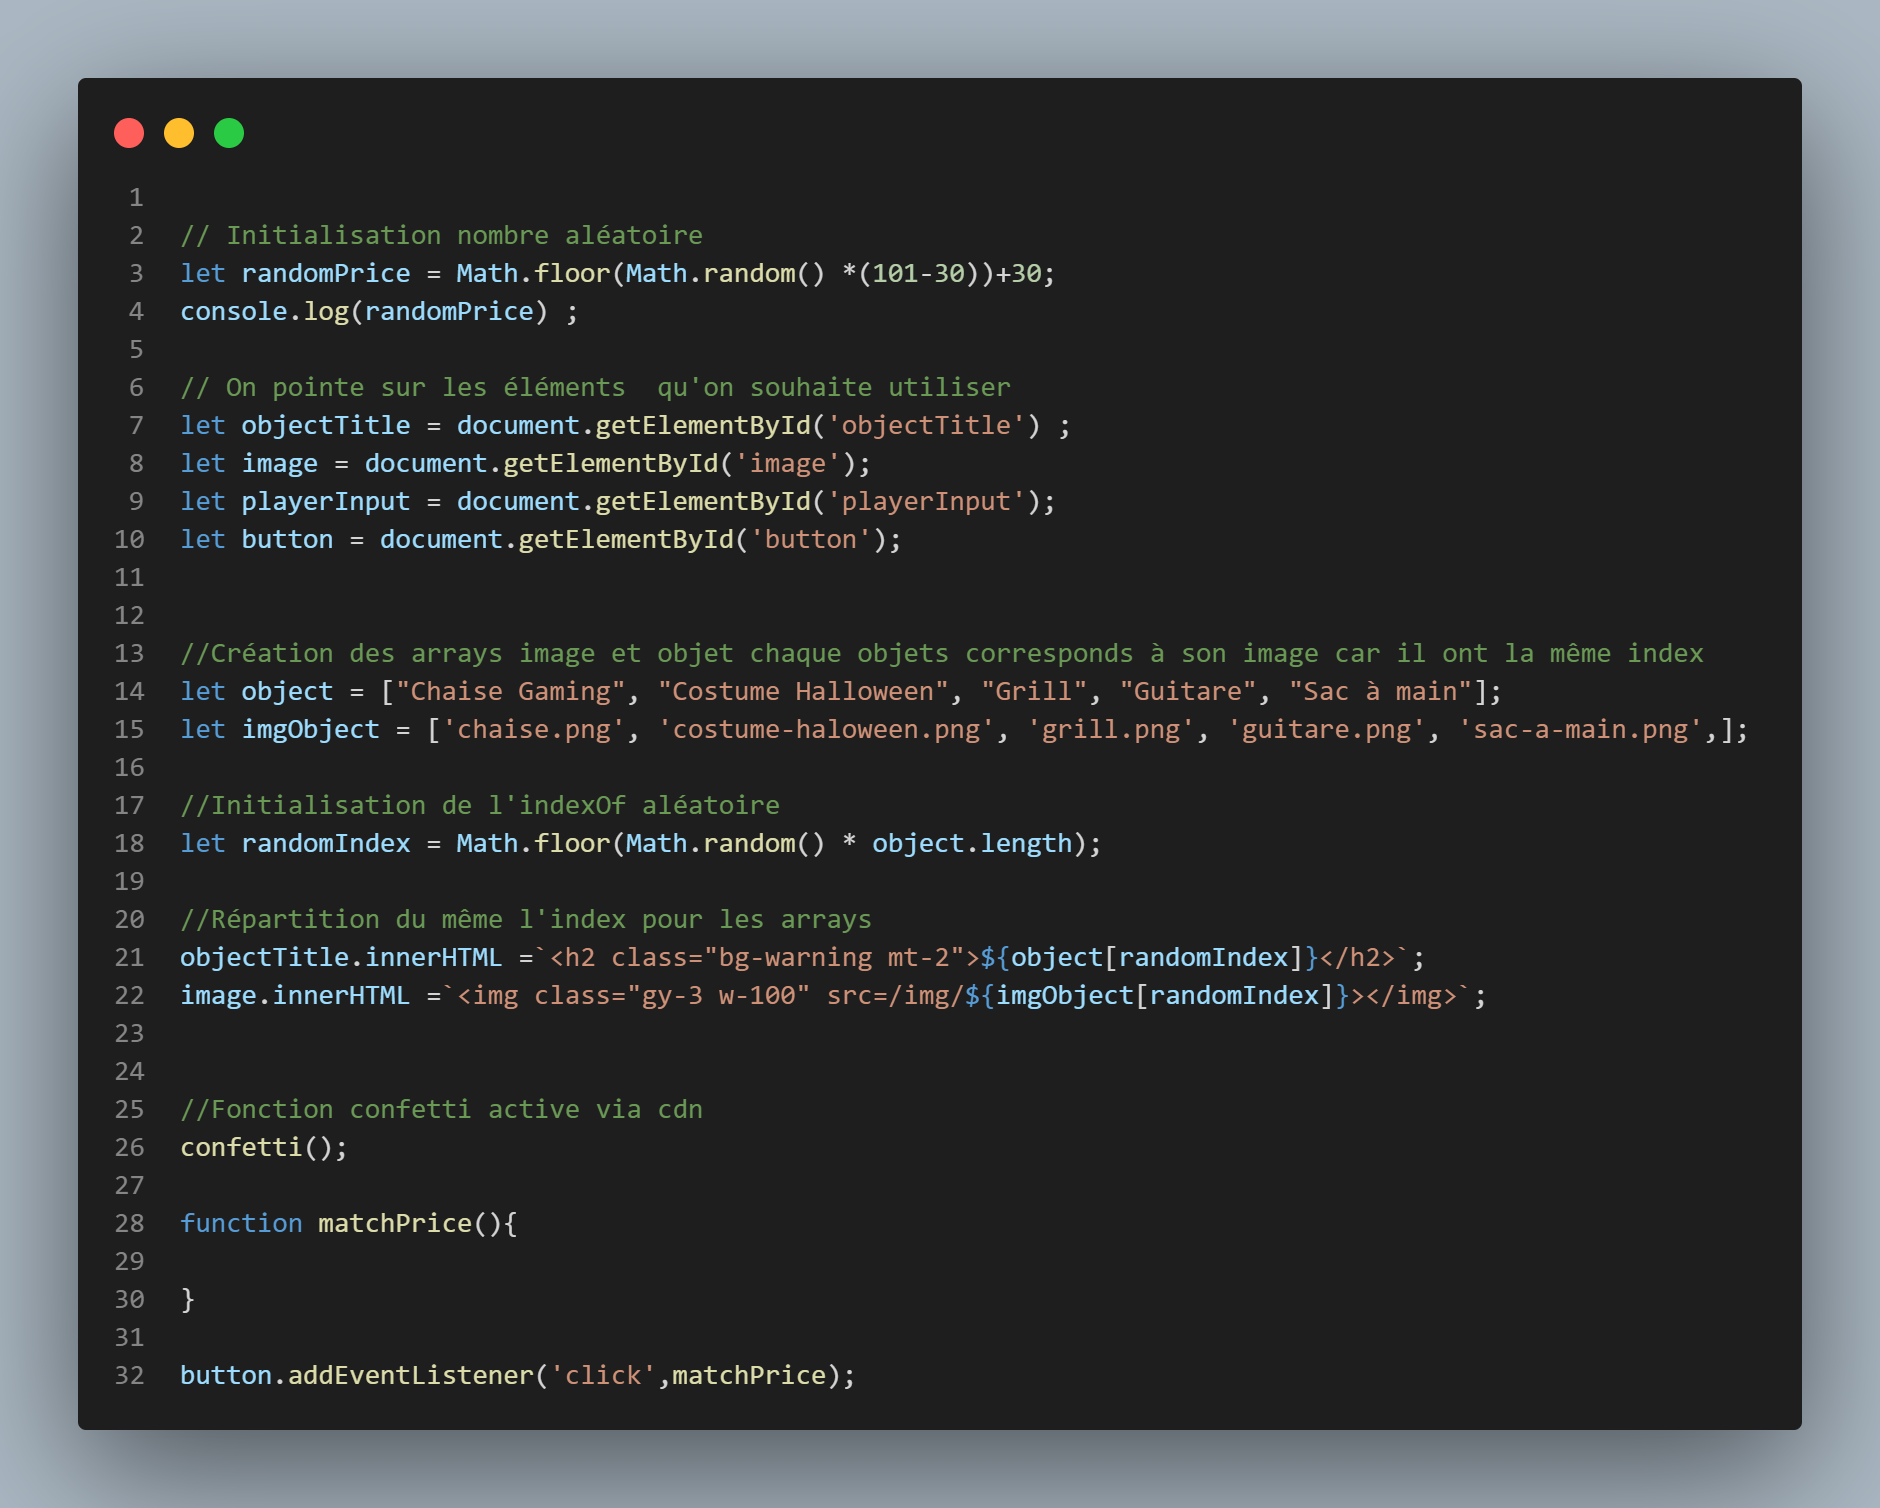 1
2 // Initialisation nombre aléatoire
3 let randomPrice = Math.floor(Math.random() *(101-30))+30;
4 console.log(randomPrice) ;
5
6 // On pointe sur les éléments  qu'on souhaite utiliser
7 let objectTitle = document.getElementById('objectTitle') ;
8 let image = document.getElementById('image');
9 let playerInput = document.getElementById('playerInput');
10 let button = document.getElementById('button');
11
12
13 //Création des arrays image et objet chaque objets corresponds à son image car il ont la même index
14 let object = ["Chaise Gaming", "Costume Halloween", "Grill", "Guitare", "Sac à main"];
15 let imgObject = ['chaise.png', 'costume-haloween.png', 'grill.png', 'guitare.png', 'sac-a-main.png',];
16
17 //Initialisation de l'indexOf aléatoire
18 let randomIndex = Math.floor(Math.random() * object.length);
19
20 //Répartition du même l'index pour les arrays
21 objectTitle.innerHTML =`<h2 class="bg-warning mt-2">${object[randomIndex]}</h2>`;
22 image.innerHTML =`<img class="gy-3 w-100" src=/img/${imgObject[randomIndex]}></img>`;
23
24
25 //Fonction confetti active via cdn
26 confetti();
27
28 function matchPrice(){
29
30 }
31
32 button.addEventListener('click',matchPrice);